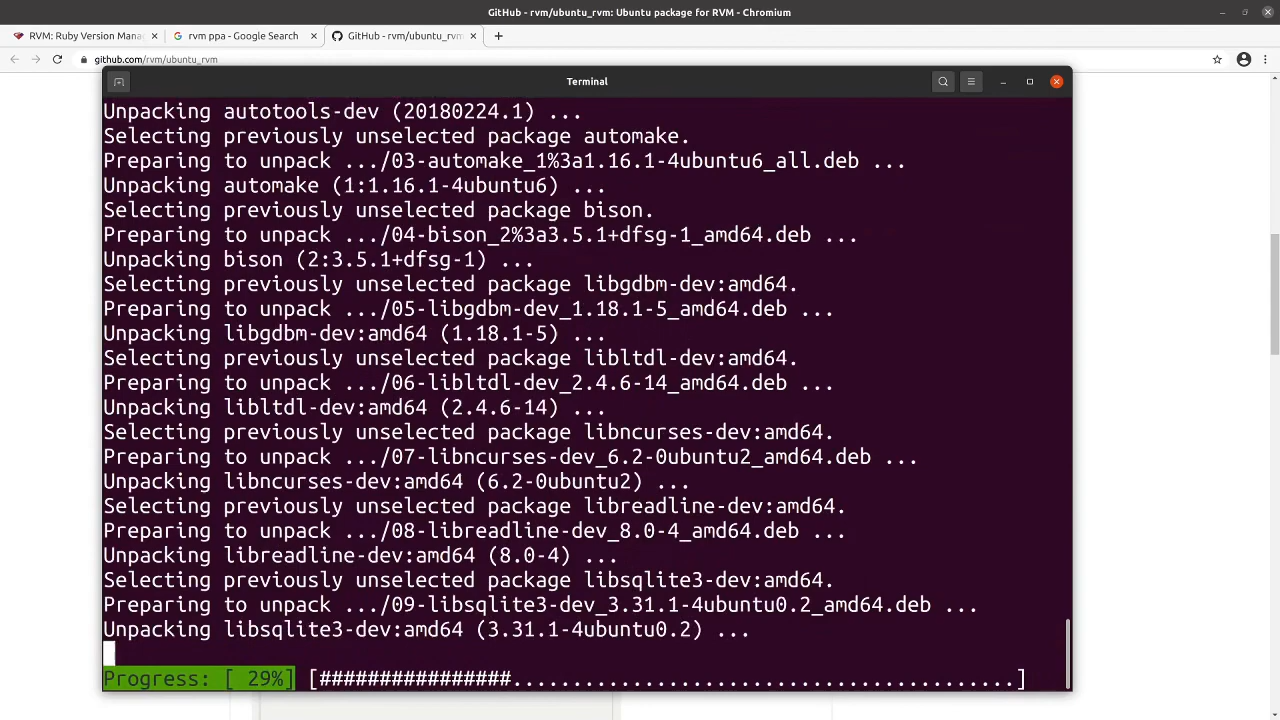 GitHub - rvm/ubuntu_rvm: Ubuntu package for RVM - Chromium
RVM: Ruby Version Mana
rvm ppa - Google Search
GitHub - rvm/ubuntu_rvm:
github.com/rvm/ubuntu_rvm
Terminal
Unpacking autotools-dev (20180224.1) ...
Selecting previously unselected package automake.
Preparing to unpack .../03-automake_1%3a1.16.1-4ubuntu6_all.deb ...
Unpacking automake (1:1.16.1-4ubuntu6) ...
Selecting previously unselected package bison.
Preparing to unpack .../04-bison_2%3a3.5.1+dfsg-1_amd64.deb ...
Unpacking bison (2:3.5.1+dfsg-1) ...
Selecting previously unselected package libgdbm-dev:amd64.
Preparing to unpack .../05-libgdbm-dev_1.18.1-5_amd64.deb ...
Unpacking libgdbm-dev:amd64 (1.18.1-5) ...
Selecting previously unselected package libltdl-dev:amd64.
Preparing to unpack .../06-libltdl-dev_2.4.6-14_amd64.deb ...
Unpacking libltdl-dev:amd64 (2.4.6-14) ...
Selecting previously unselected package libncurses-dev:amd64.
Preparing to unpack .../07-libncurses-dev_6.2-0ubuntu2_amd64.deb ...
Unpacking libncurses-dev:amd64 (6.2-0ubuntu2) ...
Selecting previously unselected package libreadline-dev:amd64.
Preparing to unpack .../08-libreadline-dev_8.0-4_amd64.deb ...
Unpacking libreadline-dev:amd64 (8.0-4) ...
Selecting previously unselected package libsqlite3-dev:amd64.
Preparing to unpack .../09-libsqlite3-dev_3.31.1-4ubuntu0.2_amd64.deb ...
Unpacking libsqlite3-dev:amd64 (3.31.1-4ubuntu0.2) ...
Progress: [ 29%] [################..........................................]